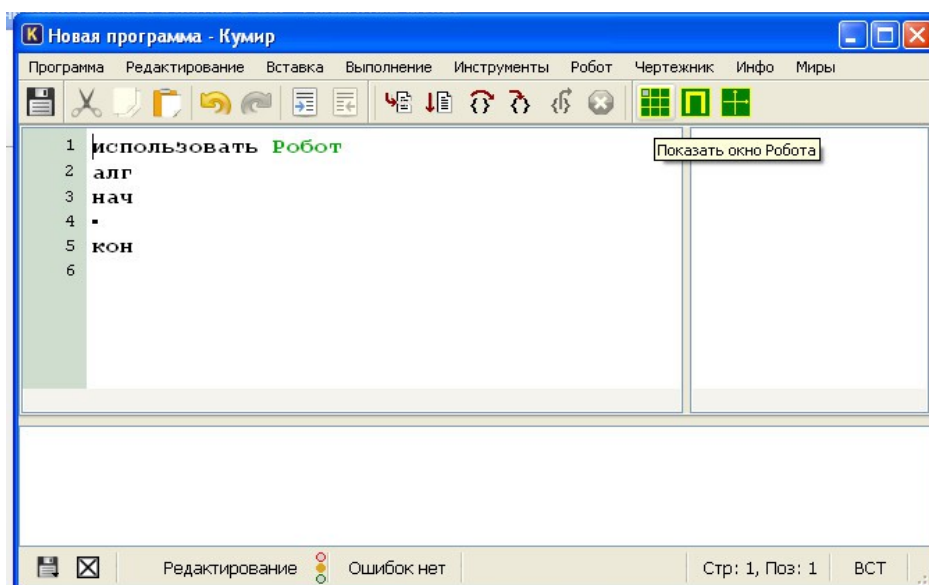 Новая программа - Кумир
Программа Редактирование Вставка Выполнение Инструменты Робот Чертежник Инфо Миры
1 использовать Робот
Показать окно Робота
2 алг
3 нач
4
5 кон
6
Редактирование Ошибок нет Стр: 1, Поз: 1 ВСТ